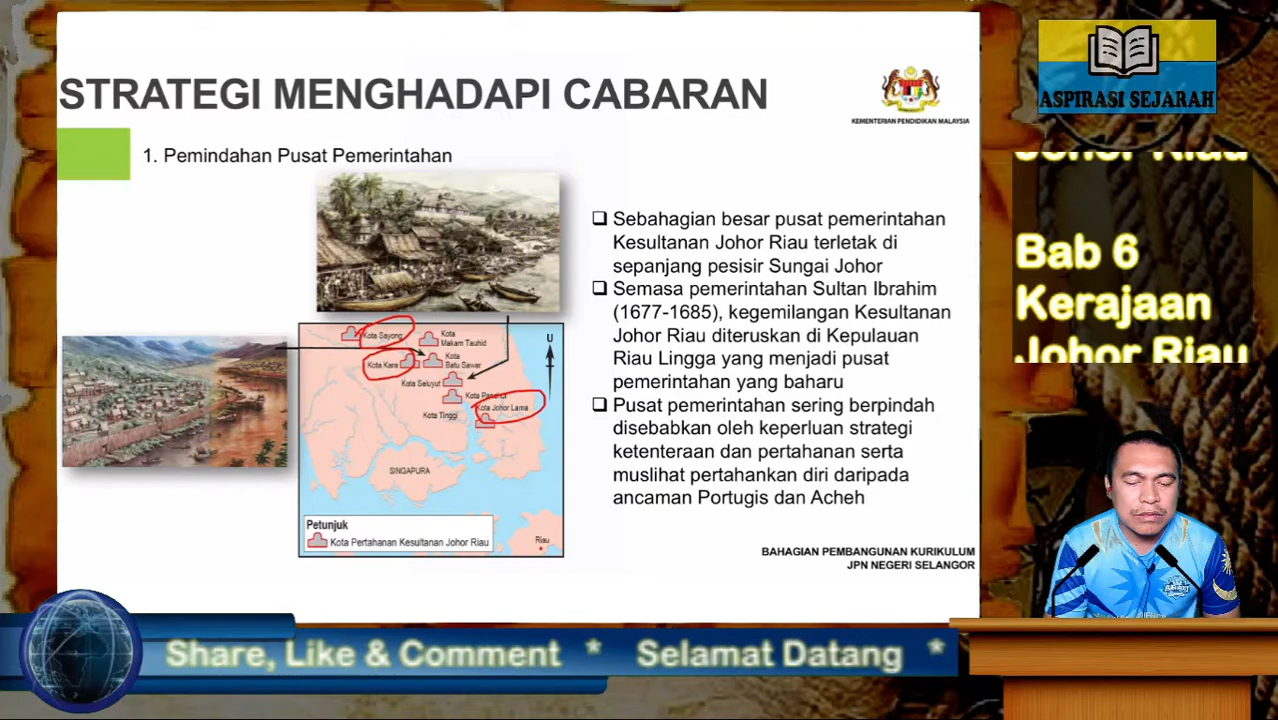 STRATEGI MENGHADAPI CABARAN
KEMENTERIAN PENDIDIKAN MALAYSIA
ASPIRASI SEJARAH
1. Pemindahan Pusat Pemerintahan
Johor Riau
Bab 6
Kerajaan
Johor Riau
❑ Sebahagian besar pusat pemerintahan
Kesultanan Johor Riau terletak di
sepanjang pesisir Sungai Johor
❑ Semasa pemerintahan Sultan Ibrahim
(1677-1685), kegemilangan Kesultanan
Johor Riau diteruskan di Kepulauan
Riau Lingga yang menjadi pusat
pemerintahan yang baharu
❑ Pusat pemerintahan sering berpindah
disebabkan oleh keperluan strategi
ketenteraan dan pertahanan serta
muslihat pertahankan diri daripada
ancaman Portugis dan Acheh
Kota Sayong
Kota
Makam Tauhid
U
Kota Kara
Kota
Batu Sawar
Kota Seluyut
Kota
Kota Johor Lama
Kota Tinggi
SINGAPURA
Petunjuk
Kota Pertahanan Kesultanan Johor Riau
Riau
BAHAGIAN PEMBANGUNAN KURIKULUM
JPN NEGERI SELANGOR
Share, Like & Comment * Selamat Datang *